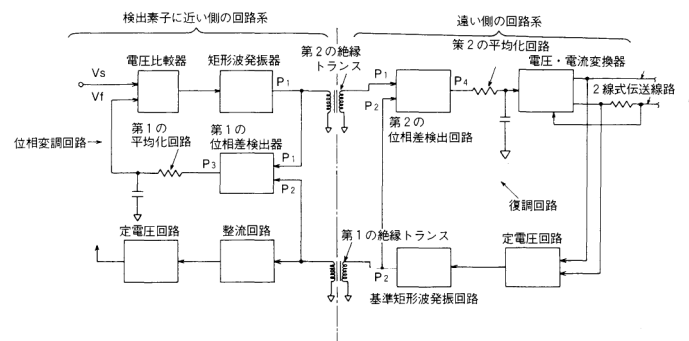 検出素子に近い側の回路系
遠い側の回路系
第2の絶縁
トランス
策2の平均化回路
電圧比較器
矩形波発振器
電圧・電流変換器
Vs
Vf
P1
P1
P2
P4
2線式伝送線路
第1の
平均化回路
第1の
位相差検出器
第2の
位相差検出回路
位相変調回路
P3
P1
P2
復調回路
定電圧回路
整流回路
第1の絶縁トランス
定電圧回路
P2
基準矩形波発振回路